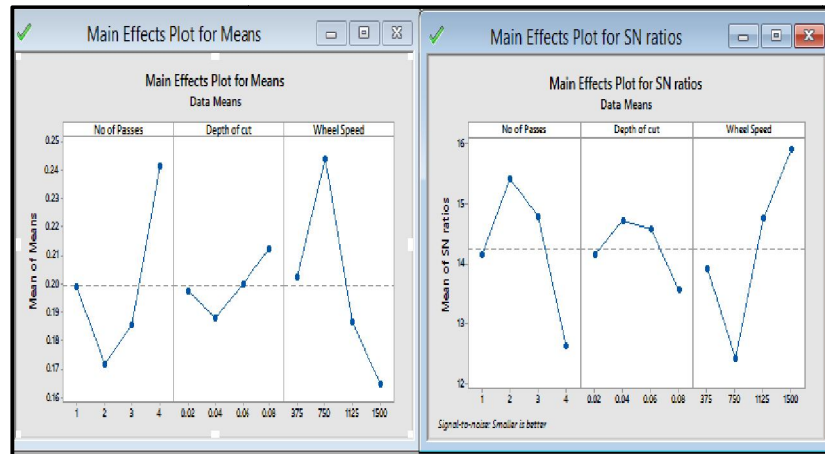 Main Effects Plot for Means
Main Effects Plot for Means
Data Means
No of Passes Depth of cut Wheel Speed
0.25
0.24
0.23
0.22
0.21
0.20
0.19
0.18
0.17
0.16
Mean of Means
1 2 3 4 0.02 0.04 0.06 0.08 375 750 1125 1500
Main Effects Plot for SN ratios
Main Effects Plot for SN ratios
Data Means
No of Passes Depth of cut Wheel Speed
16
15
14
13
12
Mean of SN ratios
1 2 3 4 0.02 0.04 0.06 0.08 375 750 1125 1500
Signal-to-noise: Smaller is better